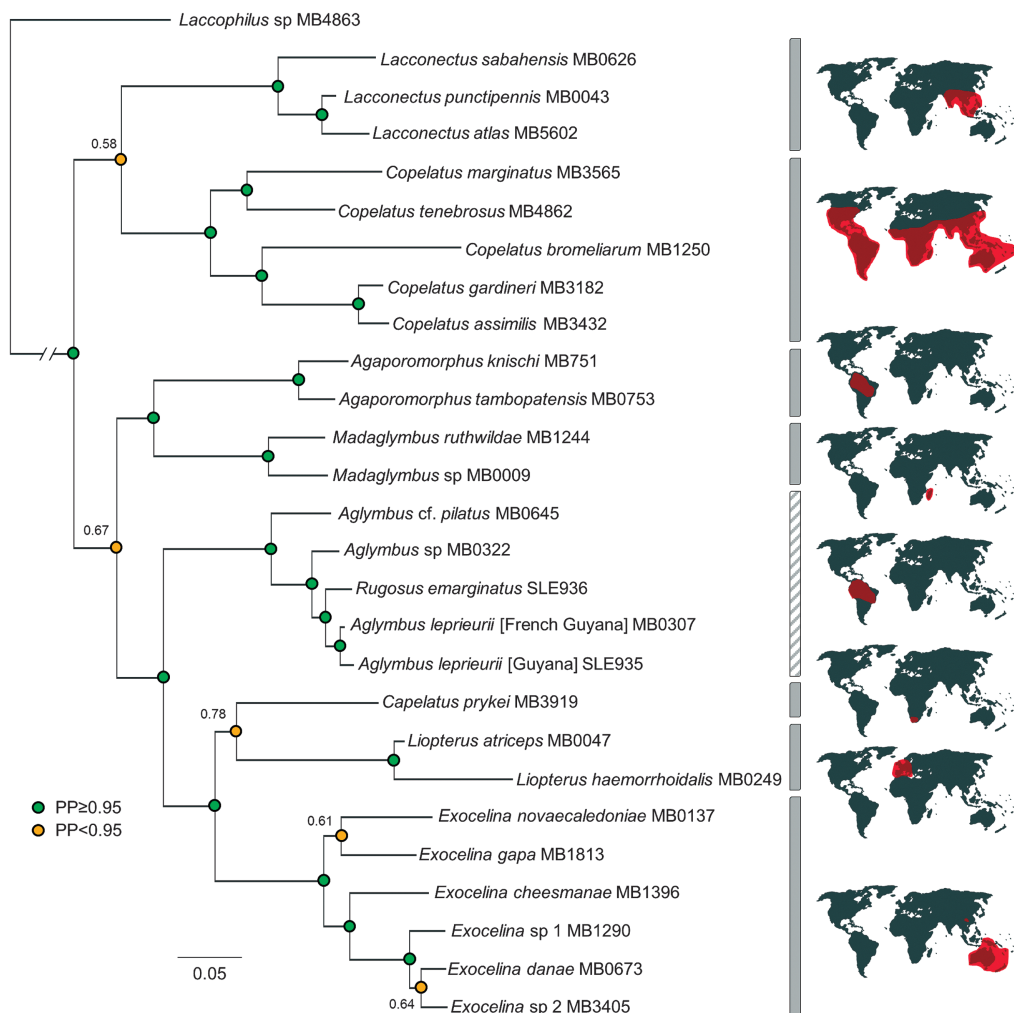 Laccophilus sp MB4863
Lacconectus sabahensis MB0626
Lacconectus punctipennis MB0043
Lacconectus atlas MB5602
0.58
Copelatus marginatus MB3565
Copelatus tenebrosus MB4862
Copelatus bromeliarum MB1250
Copelatus gardineri MB3182
Copelatus assimilis MB3432
Agaporomorphus knischi MB751
Agaporomorphus tambopatensis MB0753
Madaglymbus ruthwildae MB1244
Madaglymbus sp MB0009
0.67
Aglymbus cf. pilatus MB0645
Aglymbus sp MB0322
Rugosus emarginatus SLE936
Aglymbus leprieurii [French Guyana] MB0307
Aglymbus leprieurii [Guyana] SLE935
Capelatus prykei MB3919
0.78
Liopterus atriceps MB0047
Liopterus haemorrhoidalis MB0249
PP≥0.95
PP<0.95
Exocelina novaecaledoniae MB0137
0.61
Exocelina gapa MB1813
Exocelina cheesmanae MB1396
Exocelina sp 1 MB1290
Exocelina danae MB0673
0.64
Exocelina sp 2 MB3405
0.05